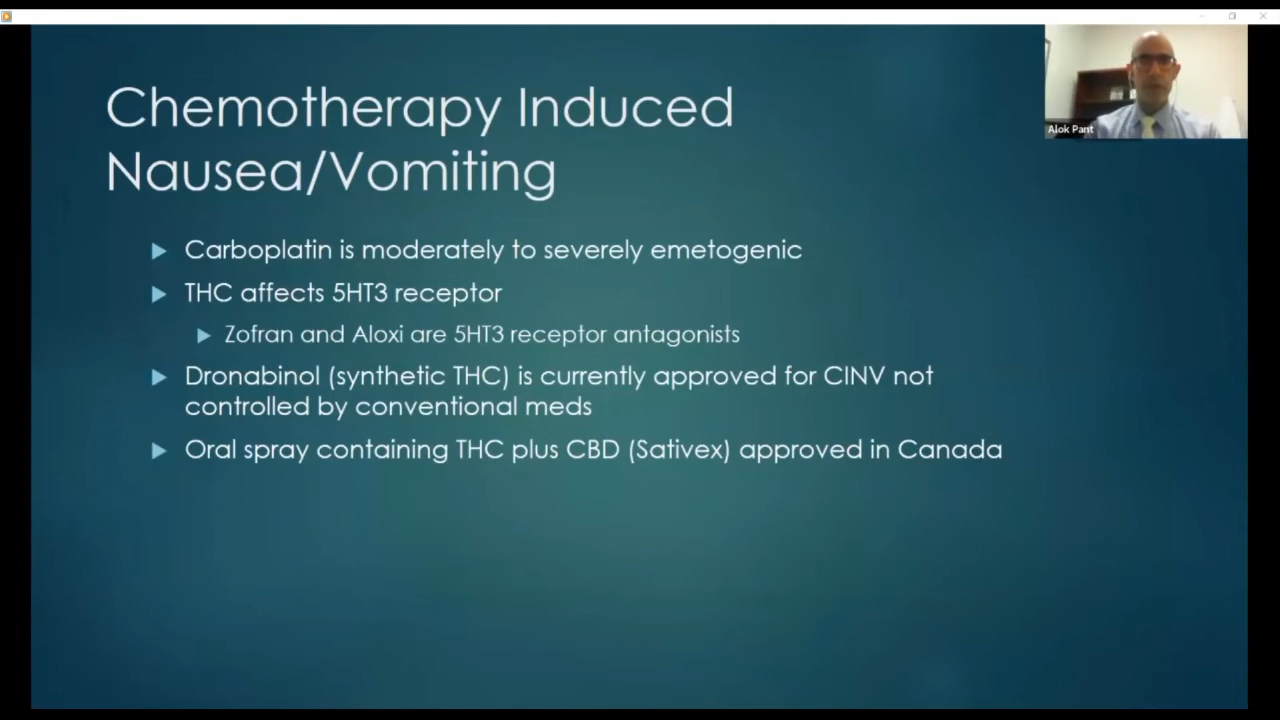 Chemotherapy Induced
Nausea/Vomiting
Carboplatin is moderately to severely emetogenic
THC affects 5HT3 receptor
Zofran and Aloxi are 5HT3 receptor antagonists
Dronabinol (synthetic THC) is currently approved for CINV not
controlled by conventional meds
Oral spray containing THC plus CBD (Sativex) approved in Canada
Alok Pant